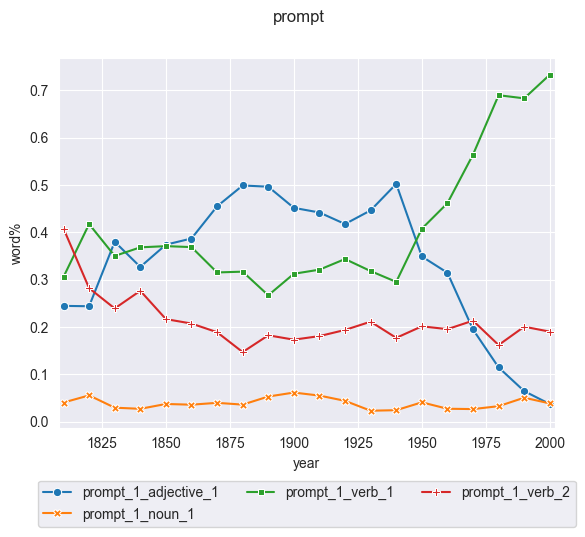 prompt
0.7
0.6
0.5
0.4
0.3
0.2
0.1
0.0
word%
1825 1850 1875 1900 1925 1950 1975 2000
year
prompt_1_adjective_1 prompt_1_verb_1 prompt_1_verb_2
prompt_1_noun_1